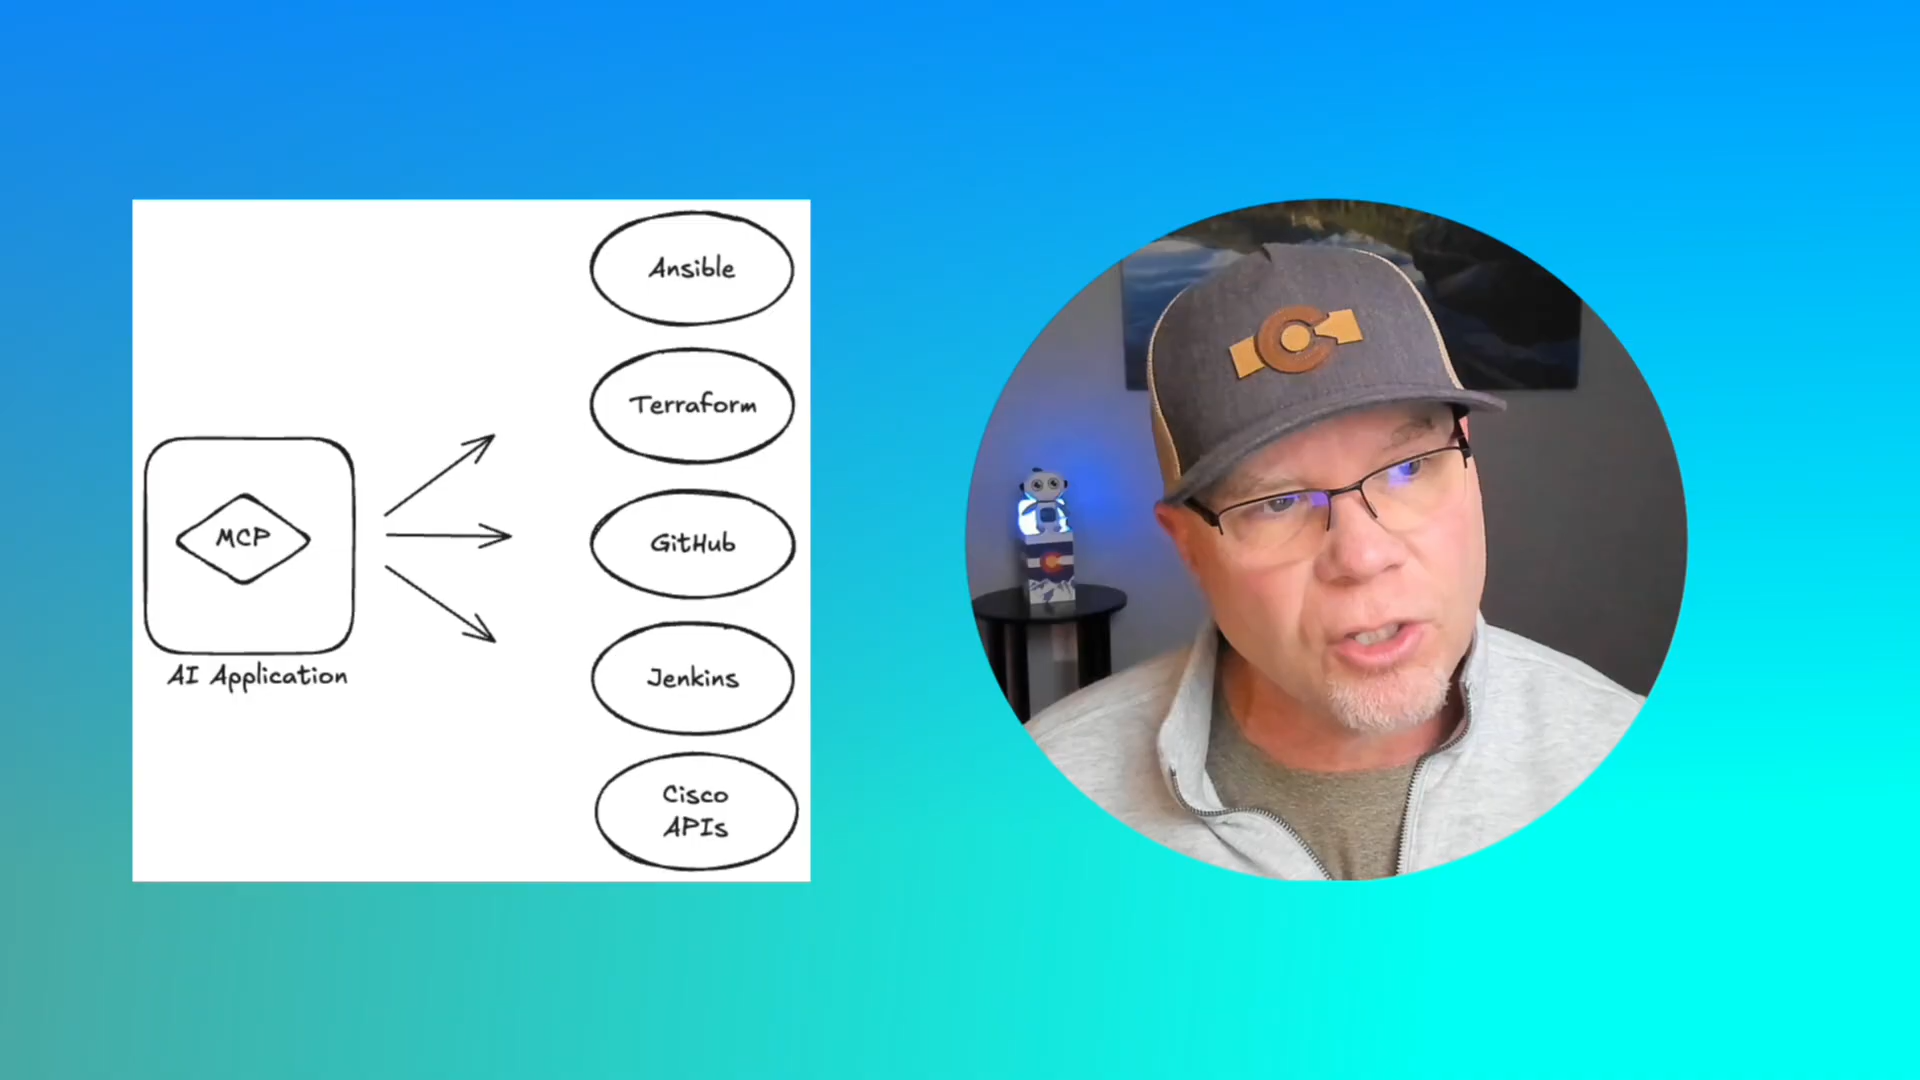 Ansible
Terraform
GitHub
Jenkins
Cisco
APIs
MCP
AI Application